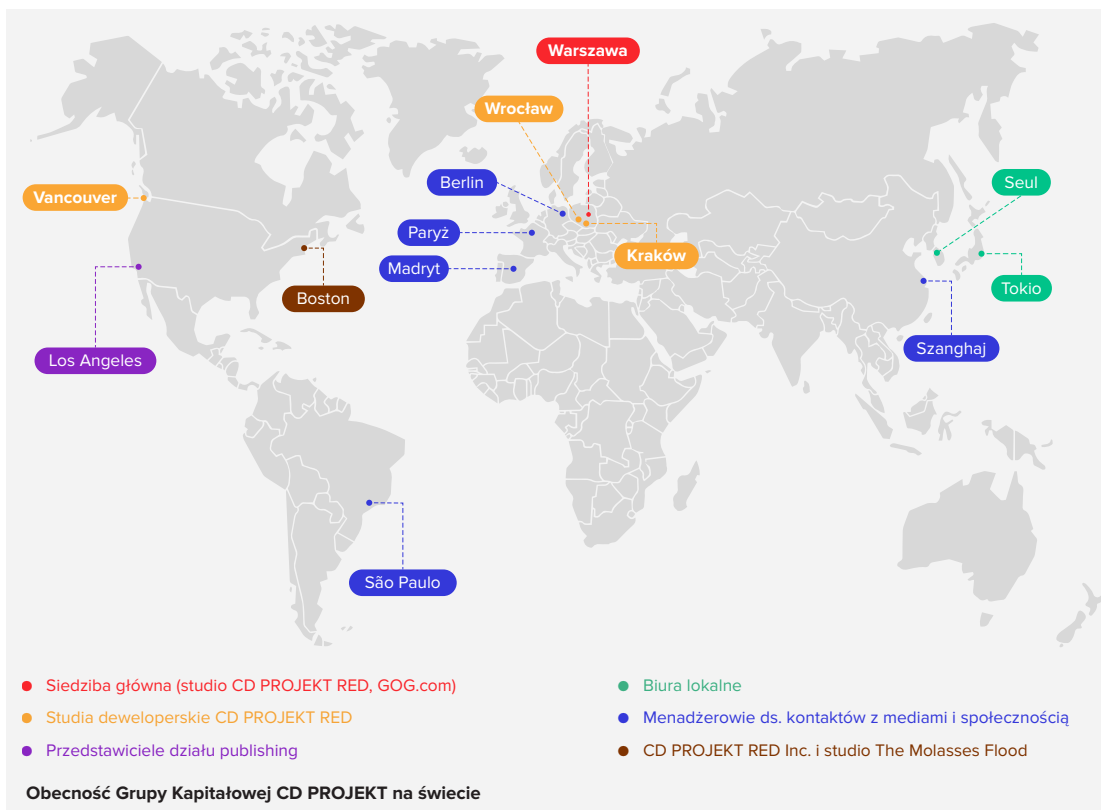 Warszawa
Wrocław
Berlin
Seul
Vancouver
Paryż
Kraków
Madryt
Boston
Tokio
Los Angeles
Szanghaj
São Paulo
Siedziba główna (studio CD PROJEKT RED, GOG.com)
Studia deweloperskie CD PROJEKT RED
Przedstawiciele działu publishing
Biura lokalne
Menadżerowie ds. kontaktów z mediami i społecznością
CD PROJEKT RED Inc. i studio The Molasses Flood
Obecność Grupy Kapitałowej CD PROJEKT na świecie